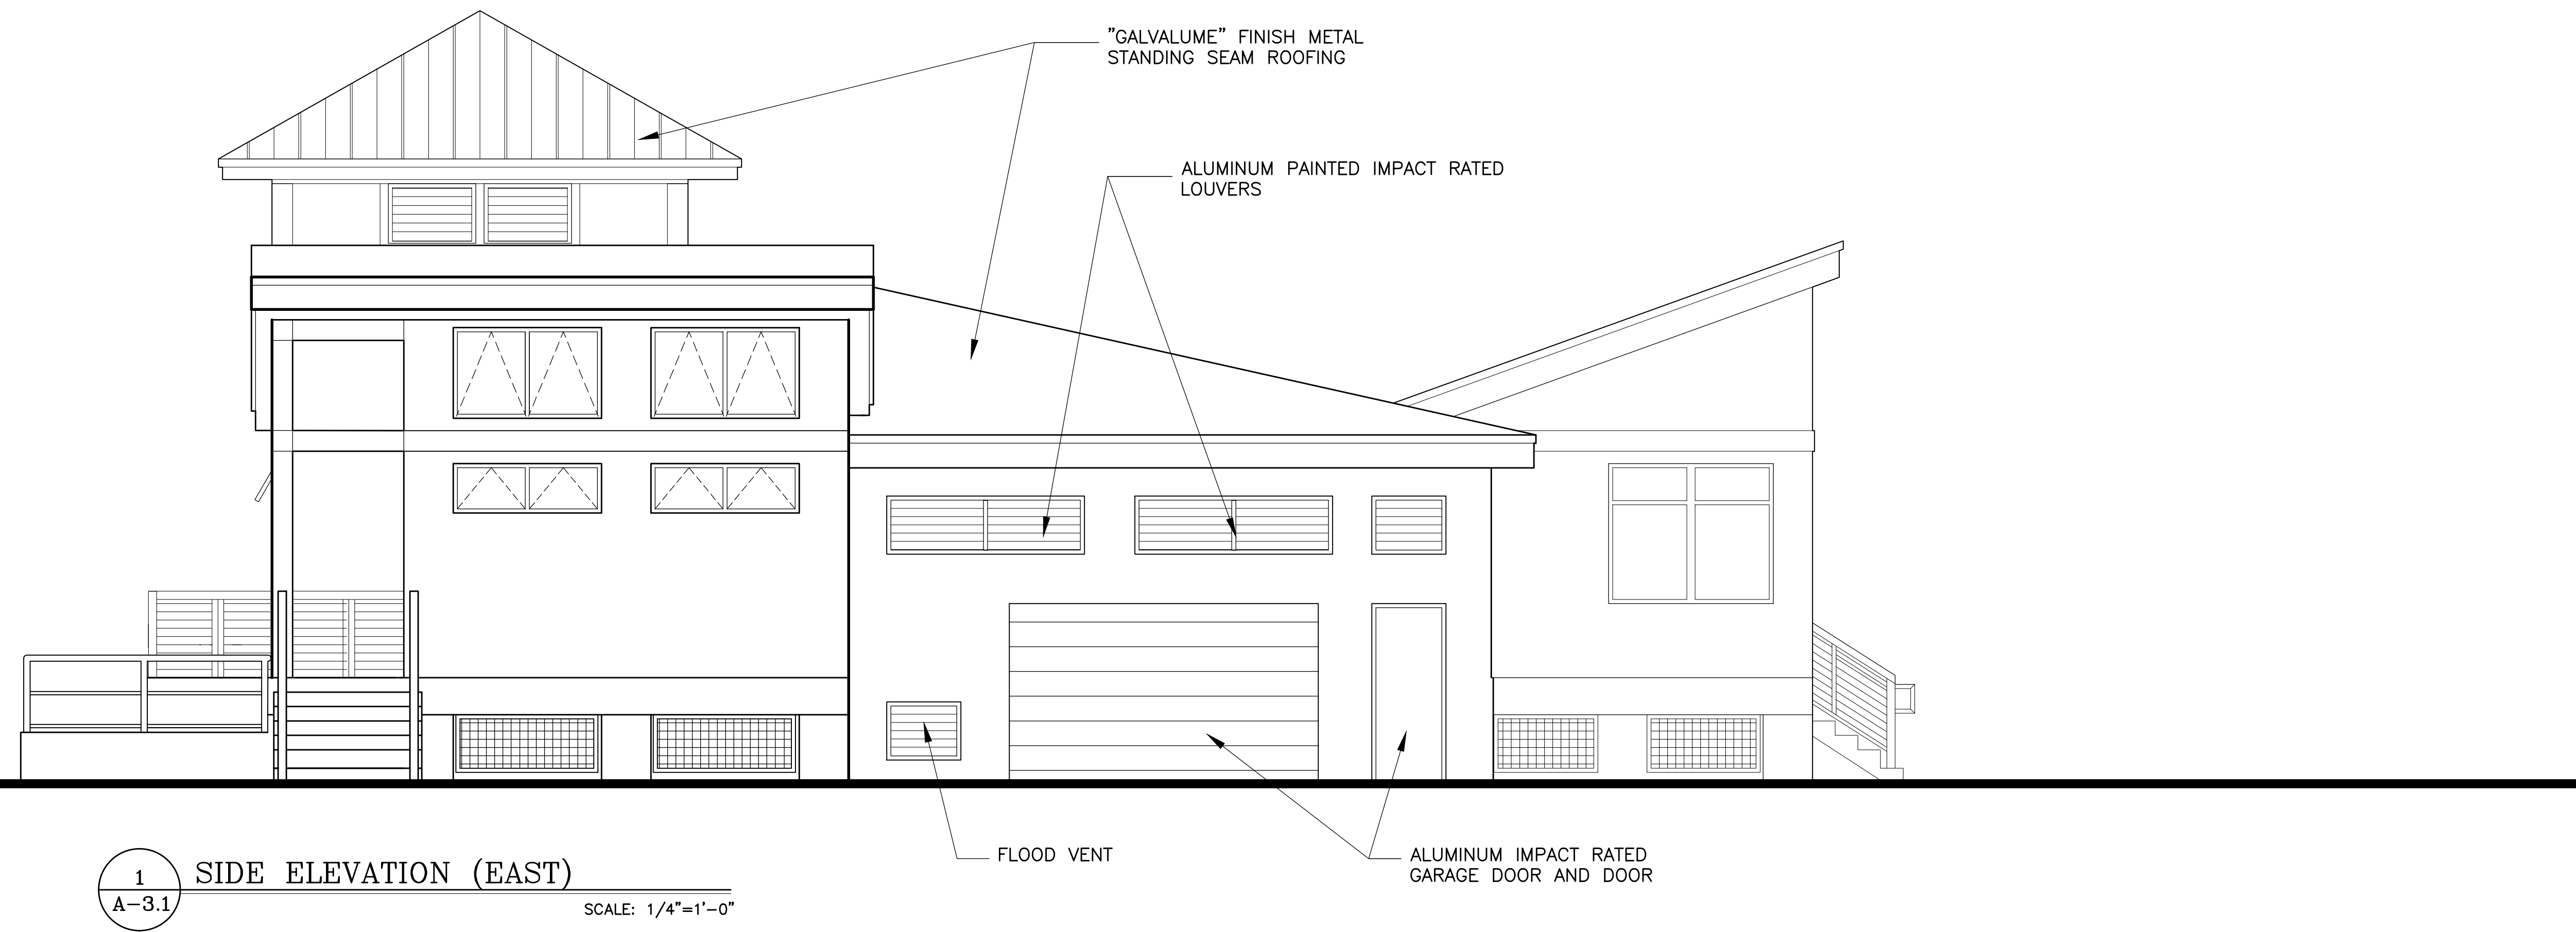 ”GALVALUME” FINISH METAL
STANDING SEAM ROOFING
ALUMINUM PAINTED IMPACT RATED
LOUVERS
FLOOD VENT
ALUMINUM IMPACT RATED
GARAGE DOOR AND DOOR
1
A-3.1
SIDE ELEVATION (EAST)
SCALE: 1/4”=1’-0”